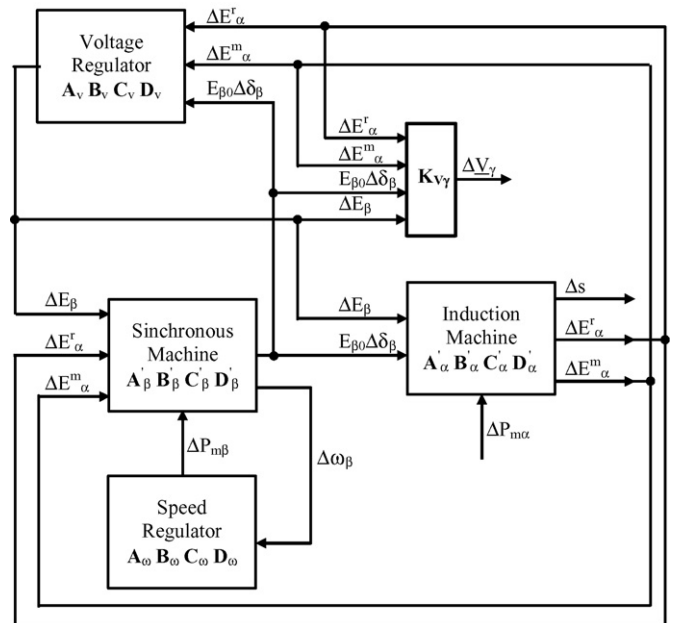 Voltage
Regulator
A_v B_v C_v D_v
ΔE^r_α
ΔE^m_α
E_β0Δδ_β
ΔE^r_α
ΔE^m_α
E_β0Δδ_β
ΔE_β
K_Vγ
ΔV_γ
ΔE_β
ΔE^r_α
ΔE^m_α
Sinchronous
Machine
A'_β B'_β C'_β D'_β
ΔE_β
E_β0Δδ_β
Induction
Machine
A'_α B'_α C'_α D'_α
Δs
ΔE^r_α
ΔE^m_α
ΔP_mβ
Δω_β
ΔP_mα
Speed
Regulator
A_ω B_ω C_ω D_ω